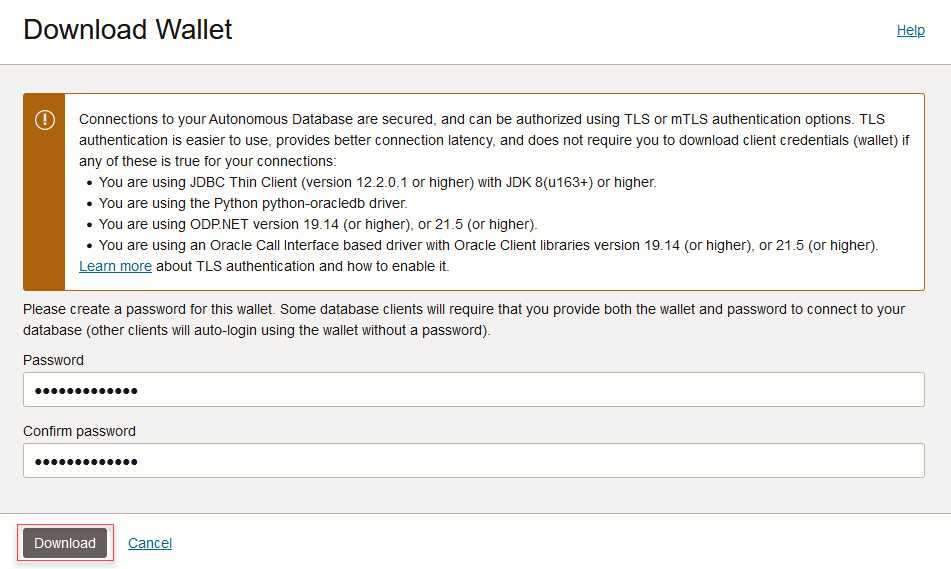 Download Wallet
Help
Connections to your Autonomous Database are secured, and can be authorized using TLS or mTLS authentication options. TLS
authentication is easier to use, provides better connection latency, and does not require you to download client credentials (wallet) if
any of these is true for your connections:
• You are using JDBC Thin Client (version 12.2.0.1 or higher) with JDK 8(u163+) or higher.
• You are using the Python python-oracledb driver.
• You are using ODP.NET version 19.14 (or higher), or 21.5 (or higher).
• You are using an Oracle Call Interface based driver with Oracle Client libraries version 19.14 (or higher), or 21.5 (or higher).
Learn more about TLS authentication and how to enable it.
Please create a password for this wallet. Some database clients will require that you provide both the wallet and password to connect to your
database (other clients will auto-login using the wallet without a password).
Password
•••••••••••••
Confirm password
•••••••••••••
Download Cancel